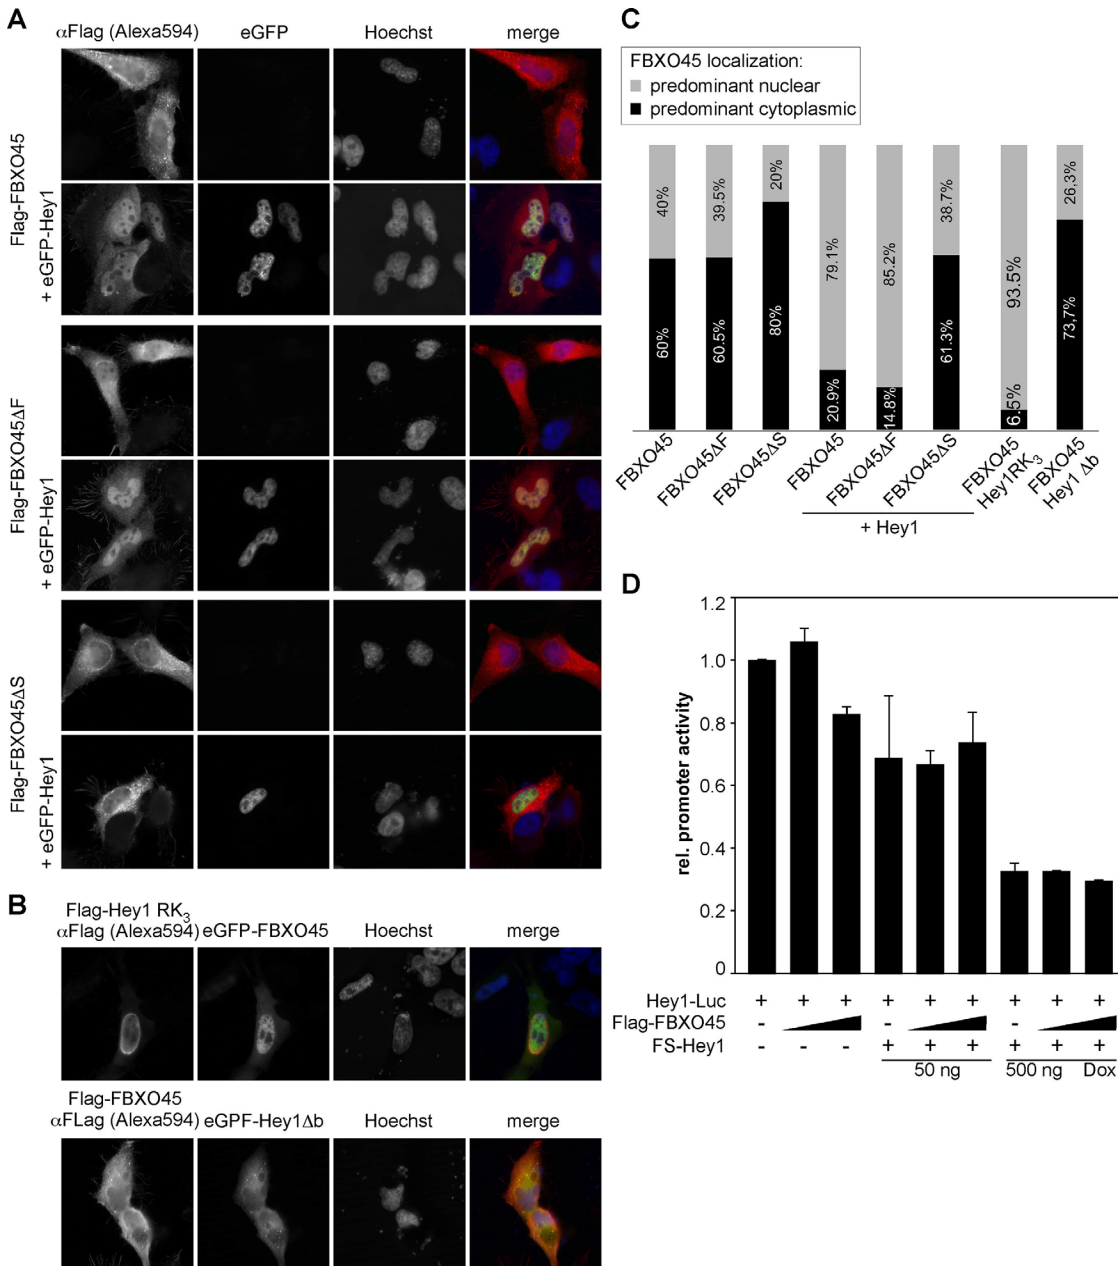 A
αFlag (Alexa594) eGFP Hoechst merge
Flag-FBXO45
+ eGFP-Hey1
Flag-FBXO45ΔF
+ eGFP-Hey1
Flag-FBXO45ΔS
+ eGFP-Hey1
B
Flag-Hey1 RK3
αFlag (Alexa594) eGFP-FBXO45 Hoechst merge
Flag-FBXO45
αFLag (Alexa594) eGPF-Hey1Δb Hoechst merge
C
FBXO45 localization:
predominant nuclear
predominant cytoplasmic
40% 39.5% 20% 79.1% 85.2% 38.7% 93.5% 26,3%
60% 60.5% 80% 20.9% 14.8% 61.3% 6.5% 73,7%
FBXO45
FBXO45ΔF
FBXO45ΔS
FBXO45
FBXO45ΔF
FBXO45ΔS
FBXO45
Hey1RK3
FBXO45
Hey1 Δb
+ Hey1
D
rel. promoter activity
1.2
1.0
0.8
0.6
0.4
0.2
0
Hey1-Luc + + + + + + + + +
Flag-FBXO45 - - -
FS-Hey1 - - - + + + + + +
50 ng 500 ng Dox